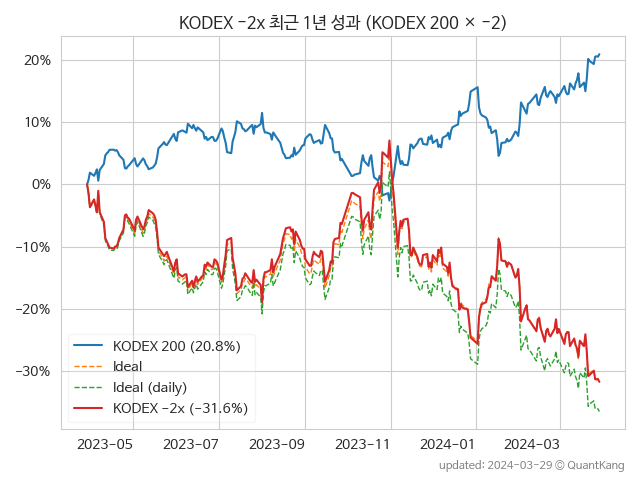 KODEX -2x 최근 1년 성과 (KODEX 200 × -2)
20%
10%
0%
-10%
-20%
-30%
KODEX 200 (20.8%)
Ideal
Ideal (daily)
KODEX -2x (-31.6%)
2023-05
2023-07
2023-09
2023-11
2024-01
2024-03
updated: 2024-03-29 © QuantKang